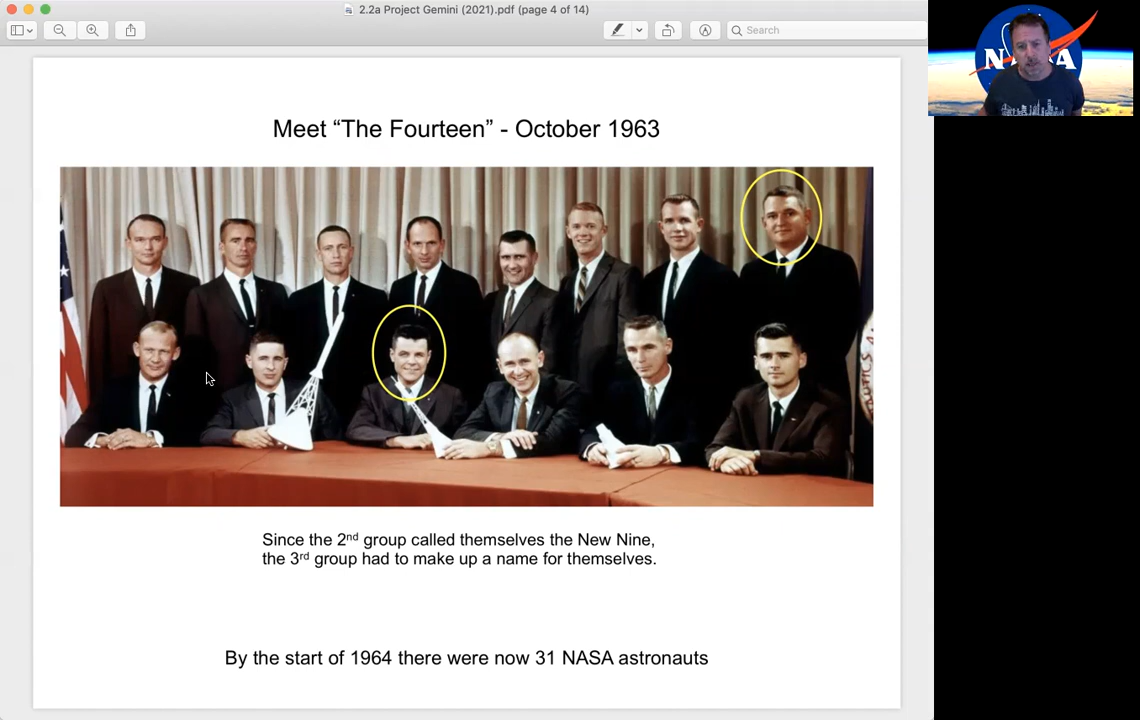 2.2a Project Gemini (2021).pdf (page 4 of 14)
Search
NASA
Meet “The Fourteen” - October 1963
Since the 2nd group called themselves the New Nine,
the 3rd group had to make up a name for themselves.
By the start of 1964 there were now 31 NASA astronauts